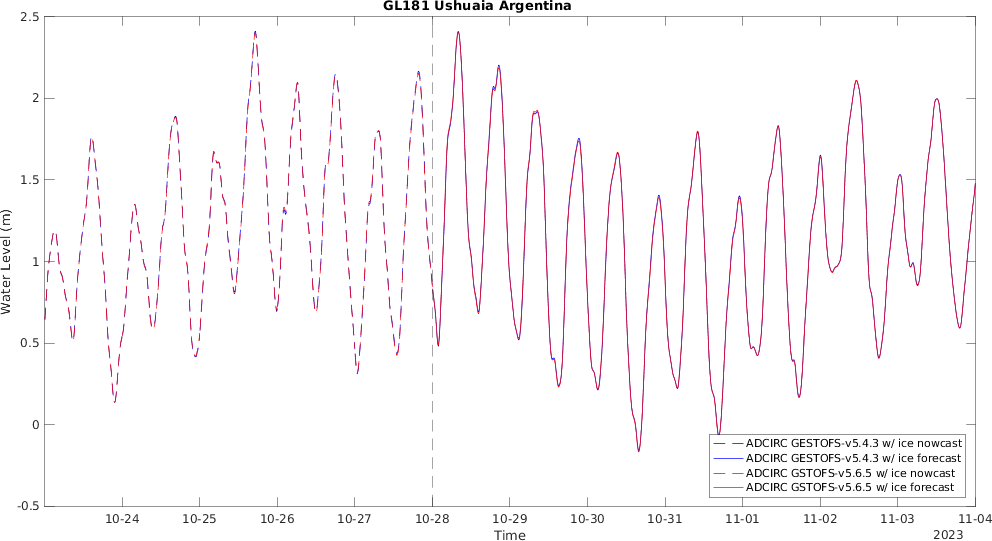 GL181 Ushuaia Argentina
2.5
2
1.5
1
0.5
0
-0.5
Water Level (m)
ADCIRC GESTOFS-v5.4.3 w/ ice nowcast
ADCIRC GESTOFS-v5.4.3 w/ ice forecast
ADCIRC GSTOFS-v5.6.5 w/ ice nowcast
ADCIRC GSTOFS-v5.6.5 w/ ice forecast
10-24 10-25 10-26 10-27 10-28 10-29 10-30 10-31 11-01 11-02 11-03 11-04
Time
2023